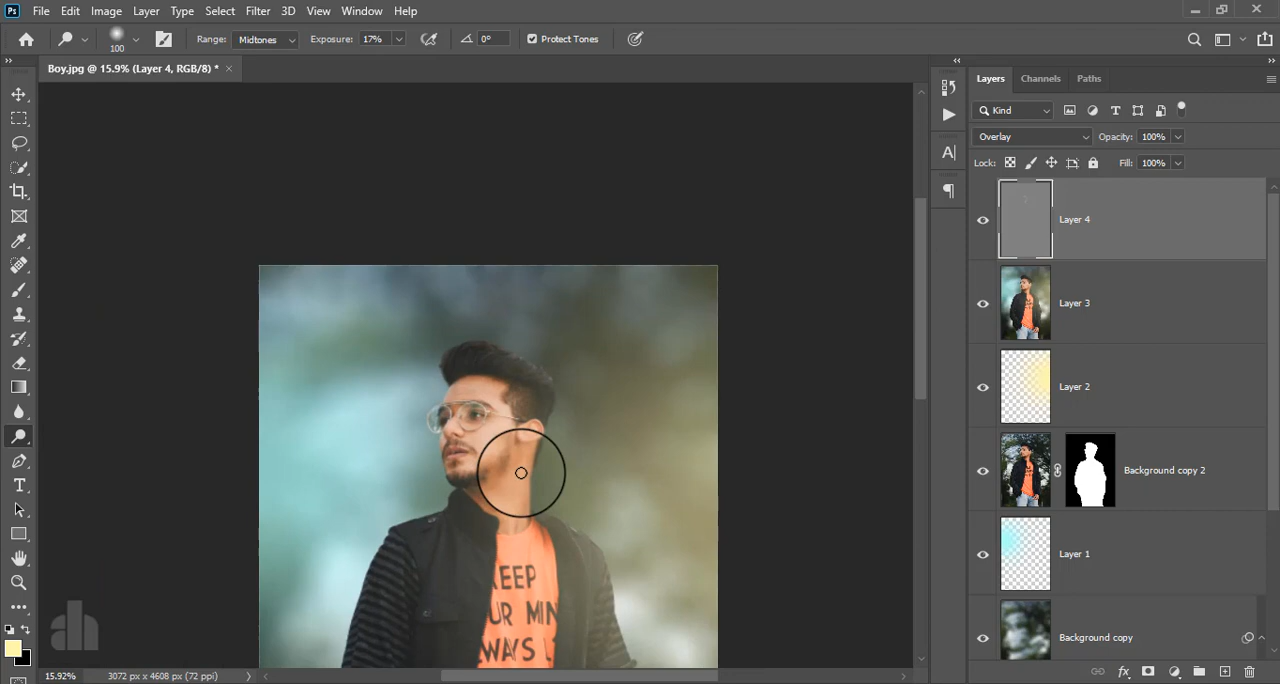 Ps File Edit Image Layer Type Select Filter 3D View Window Help
100 Range: Midtones Exposure: 17% 0° Protect Tones
Boy.jpg @ 15.9% (Layer 4, RGB/8) *
Layers Channels Paths
Kind
Overlay Opacity: 100%
Lock: Fill: 100%
Layer 4
Layer 3
Layer 2
Background copy 2
Layer 1
Background copy
KEEP
UR MIN
WAYS L
ah
15.92% 3072 px x 4608 px (72 ppi)